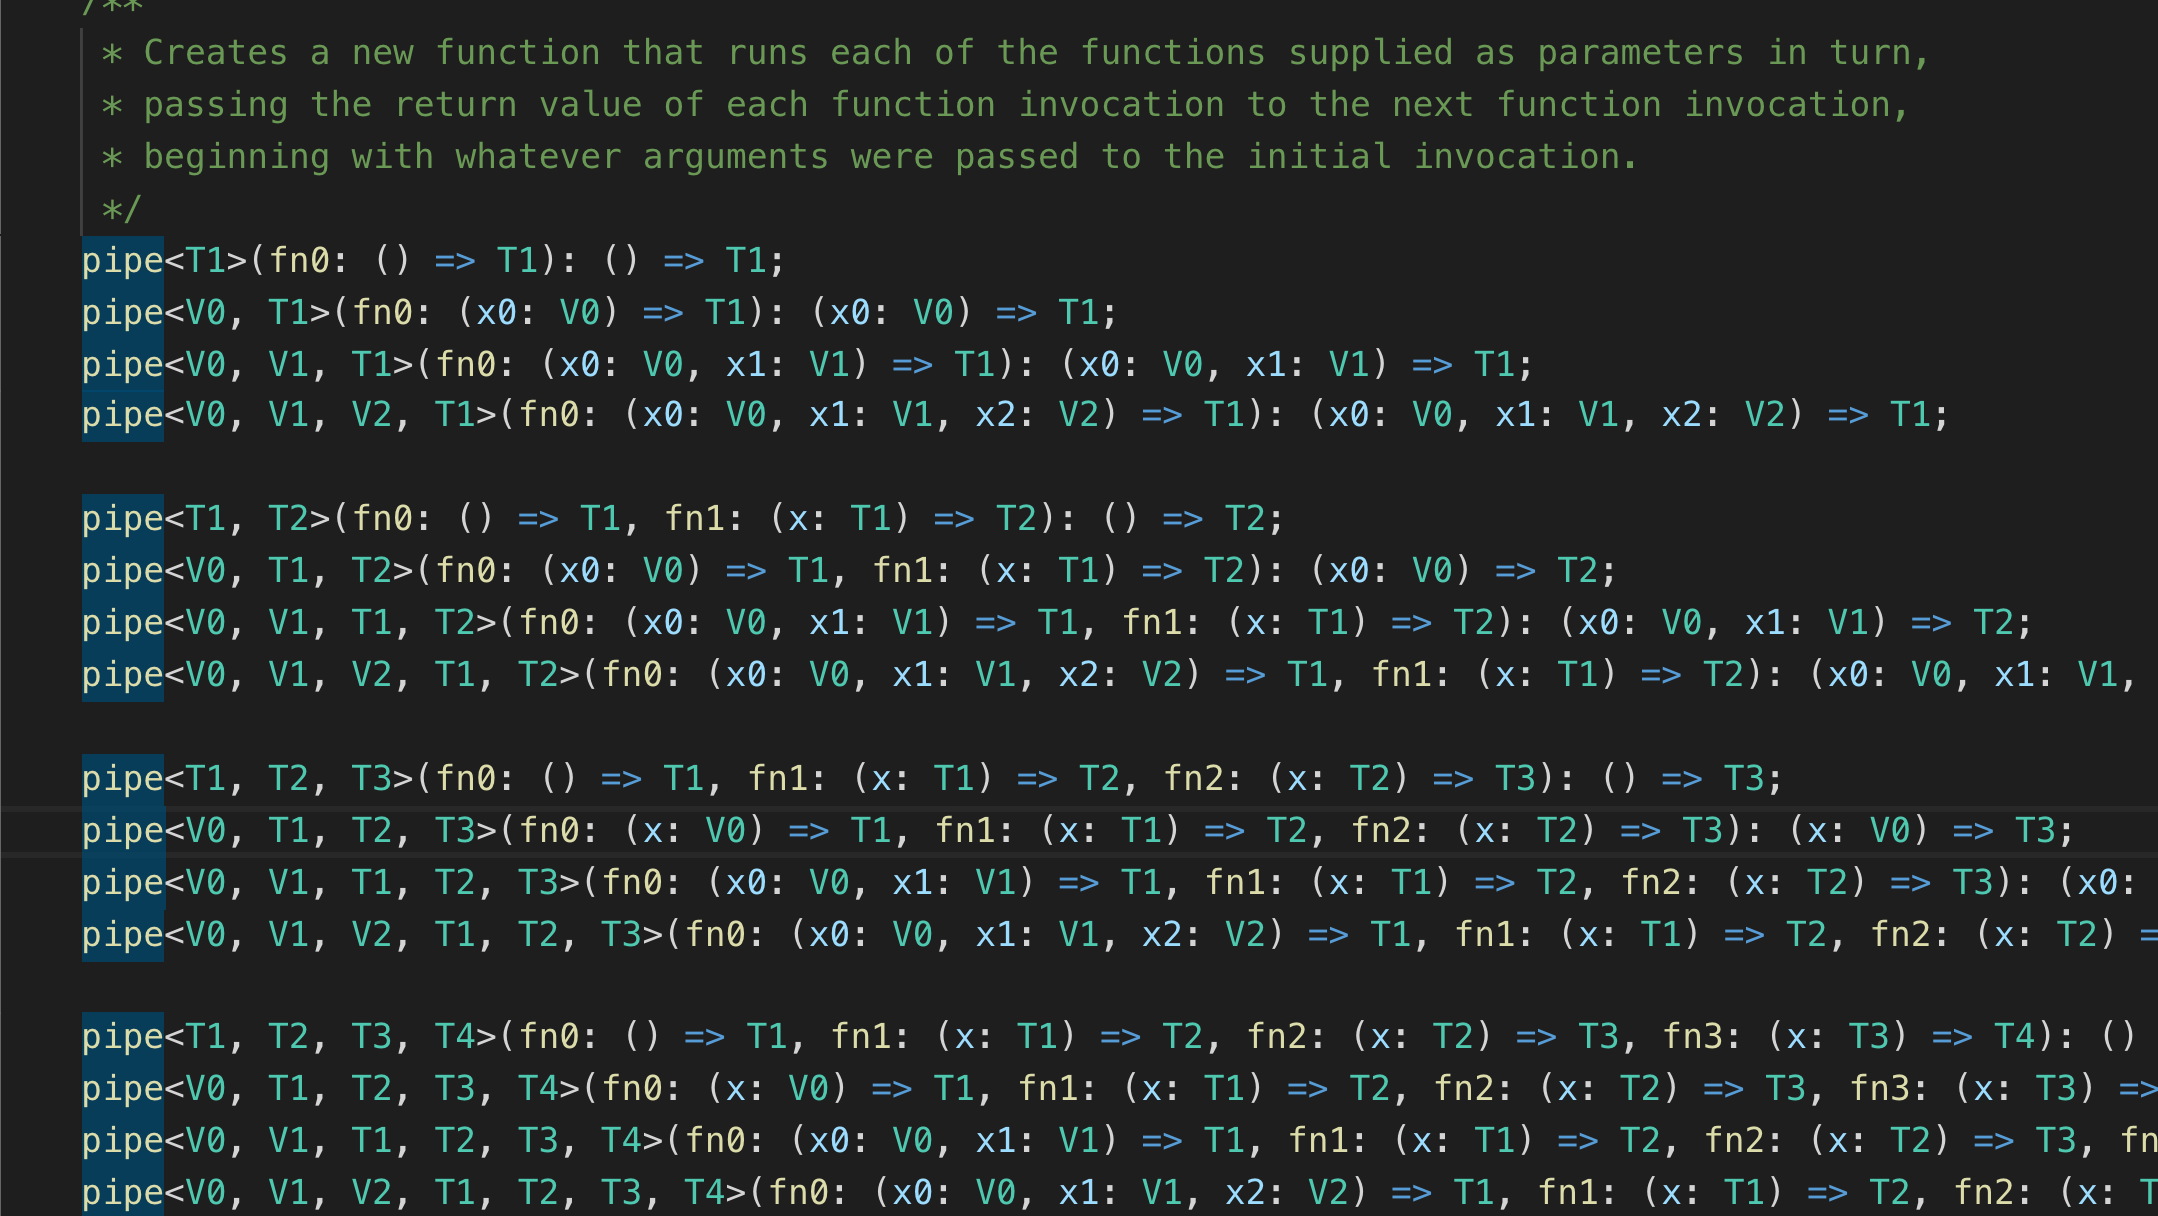 /**
* Creates a new function that runs each of the functions supplied as parameters in turn,
* passing the return value of each function invocation to the next function invocation,
* beginning with whatever arguments were passed to the initial invocation.
*/
pipe<T1>(fn0: () => T1): () => T1;
pipe<V0, T1>(fn0: (x0: V0) => T1): (x0: V0) => T1;
pipe<V0, V1, T1>(fn0: (x0: V0, x1: V1) => T1): (x0: V0, x1: V1) => T1;
pipe<V0, V1, V2, T1>(fn0: (x0: V0, x1: V1, x2: V2) => T1): (x0: V0, x1: V1, x2: V2) => T1;
pipe<T1, T2>(fn0: () => T1, fn1: (x: T1) => T2): () => T2;
pipe<V0, T1, T2>(fn0: (x0: V0) => T1, fn1: (x: T1) => T2): (x0: V0) => T2;
pipe<V0, V1, T1, T2>(fn0: (x0: V0, x1: V1) => T1, fn1: (x: T1) => T2): (x0: V0, x1: V1) => T2;
pipe<V0, V1, V2, T1, T2>(fn0: (x0: V0, x1: V1, x2: V2) => T1, fn1: (x: T1) => T2): (x0: V0, x1: V1,
pipe<T1, T2, T3>(fn0: () => T1, fn1: (x: T1) => T2, fn2: (x: T2) => T3): () => T3;
pipe<V0, T1, T2, T3>(fn0: (x: V0) => T1, fn1: (x: T1) => T2, fn2: (x: T2) => T3): (x: V0) => T3;
pipe<V0, V1, T1, T2, T3>(fn0: (x0: V0, x1: V1) => T1, fn1: (x: T1) => T2, fn2: (x: T2) => T3): (x0:
pipe<V0, V1, V2, T1, T2, T3>(fn0: (x0: V0, x1: V1, x2: V2) => T1, fn1: (x: T1) => T2, fn2: (x: T2) =
pipe<T1, T2, T3, T4>(fn0: () => T1, fn1: (x: T1) => T2, fn2: (x: T2) => T3, fn3: (x: T3) => T4): ()
pipe<V0, T1, T2, T3, T4>(fn0: (x: V0) => T1, fn1: (x: T1) => T2, fn2: (x: T2) => T3, fn3: (x: T3) =>
pipe<V0, V1, T1, T2, T3, T4>(fn0: (x0: V0, x1: V1) => T1, fn1: (x: T1) => T2, fn2: (x: T2) => T3, fn
pipe<V0, V1, V2, T1, T2, T3, T4>(fn0: (x0: V0, x1: V1, x2: V2) => T1, fn1: (x: T1) => T2, fn2: (x: T